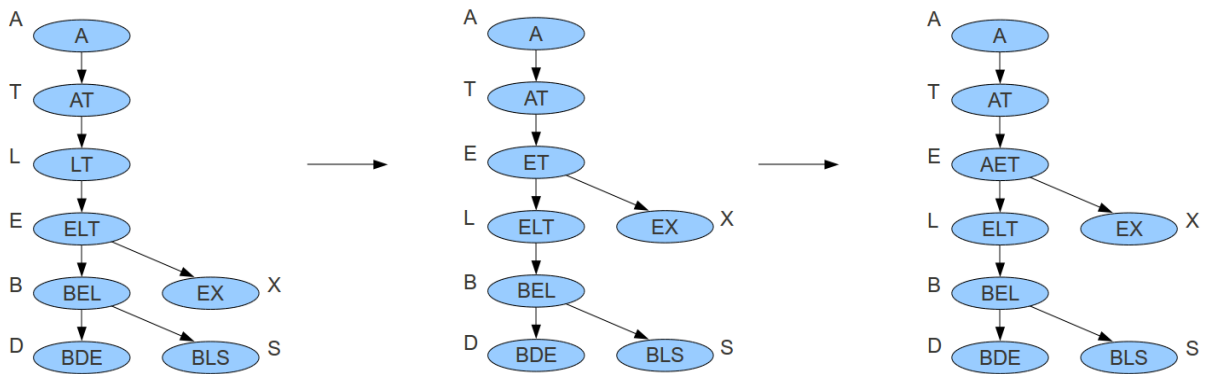 A A
T AT
L LT
E ELT
B BEL EX X
D BDE BLS S
A A
T AT
E ET
L ELT EX X
B BEL
D BDE BLS S
A A
T AT
E AET
L ELT EX X
B BEL
D BDE BLS S